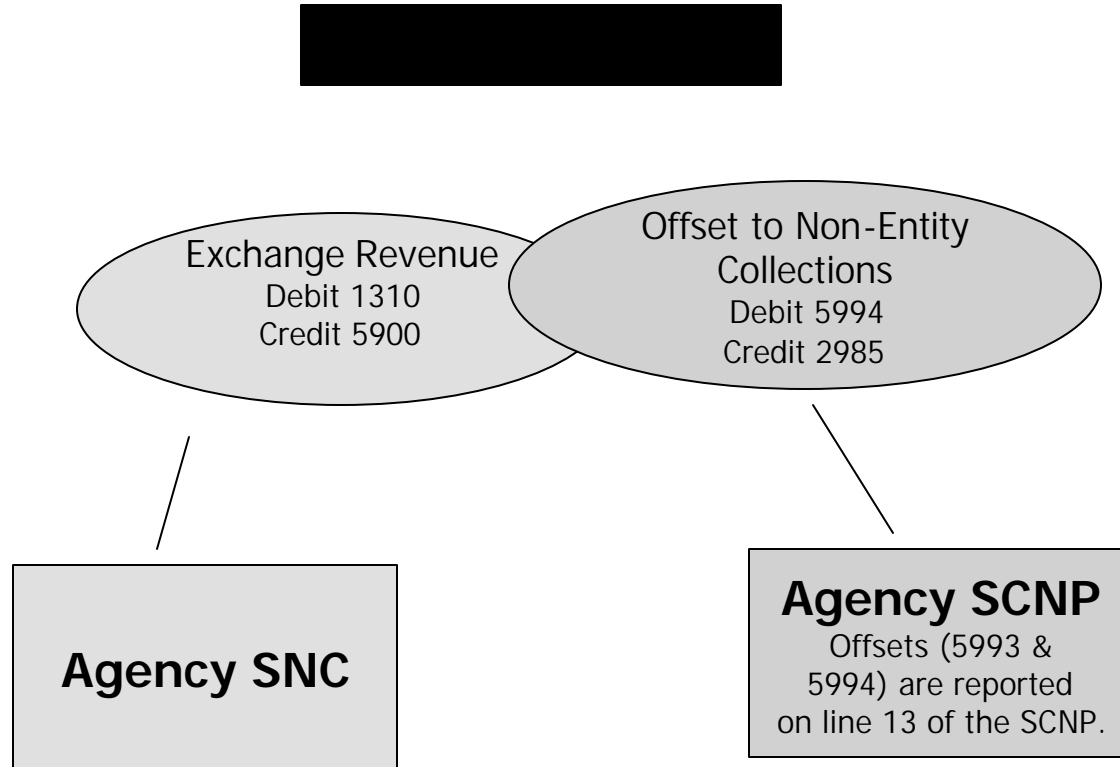 Exchange Revenue
Debit 1310
Credit 5900
Offset to Non-Entity
Collections
Debit 5994
Credit 2985
Agency SNC
Agency SCNP
Offsets (5993 &
5994) are reported
on line 13 of the SCNP.